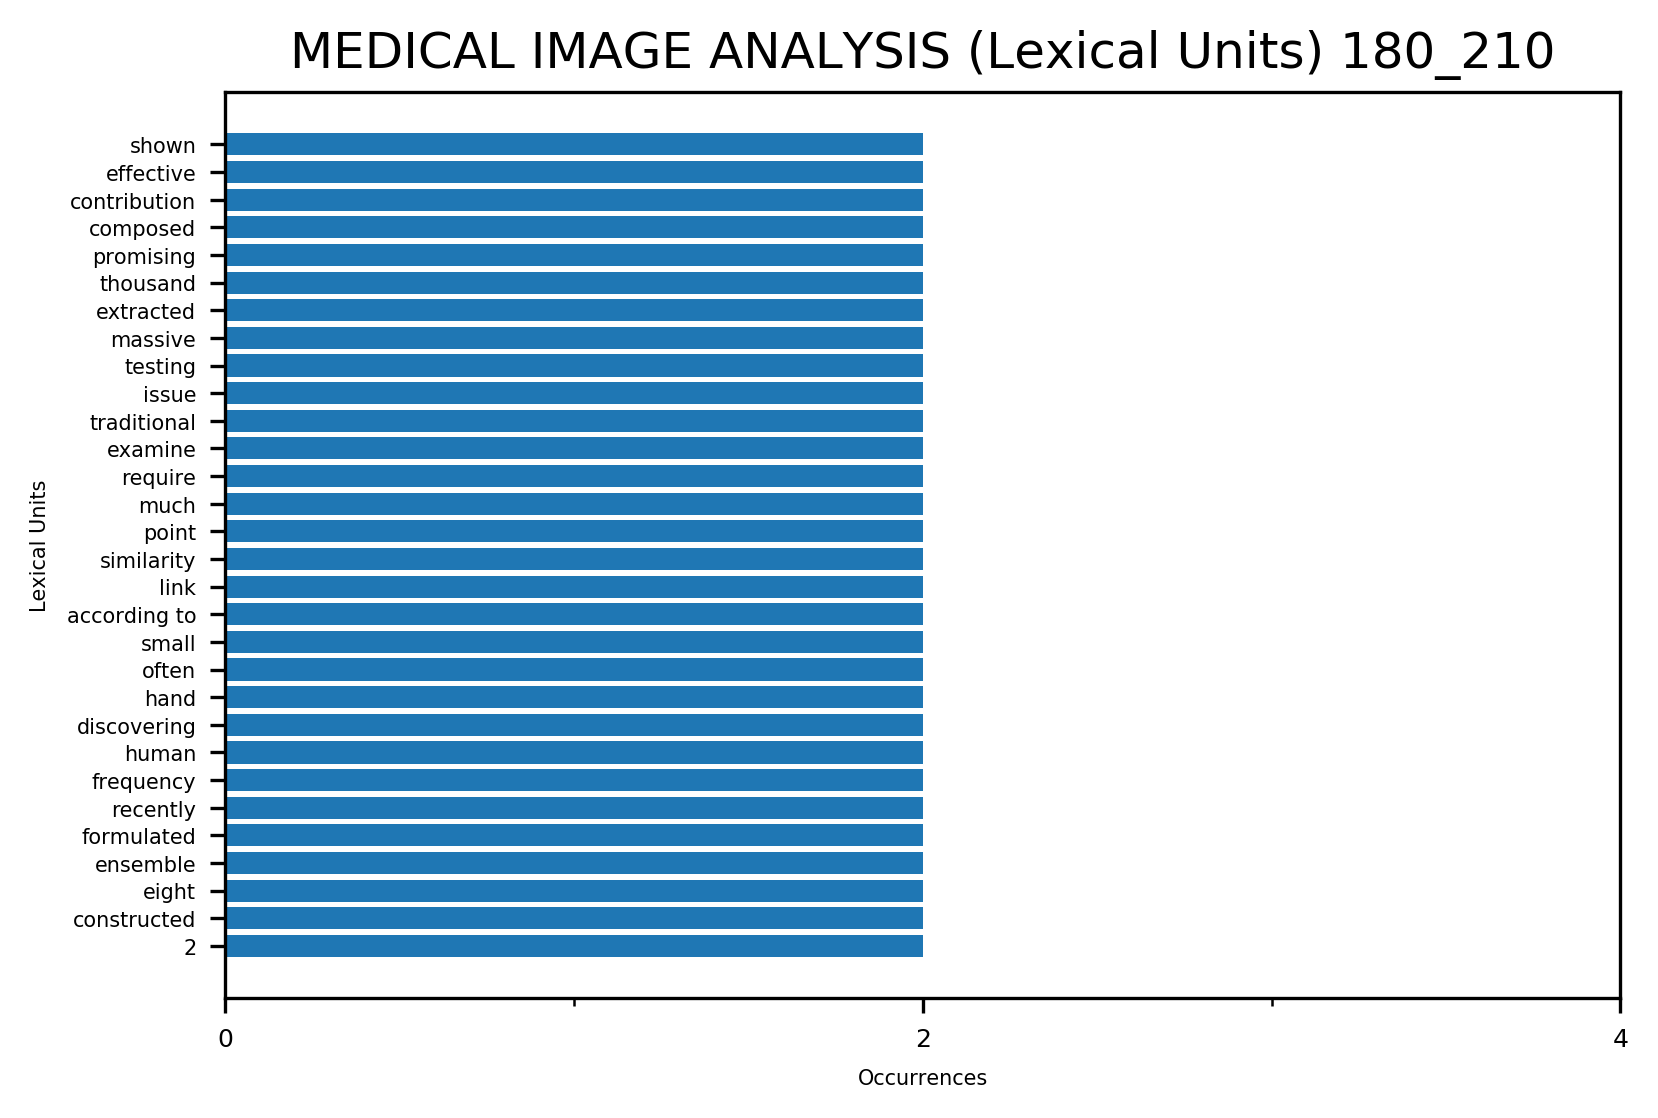 MEDICAL IMAGE ANALYSIS (Lexical Units) 180_210
Lexical Units
shown
effective
contribution
composed
promising
thousand
extracted
massive
testing
issue
traditional
examine
require
much
point
similarity
link
according to
small
often
hand
discovering
human
frequency
recently
formulated
ensemble
eight
constructed
2
0 2 4
Occurrences